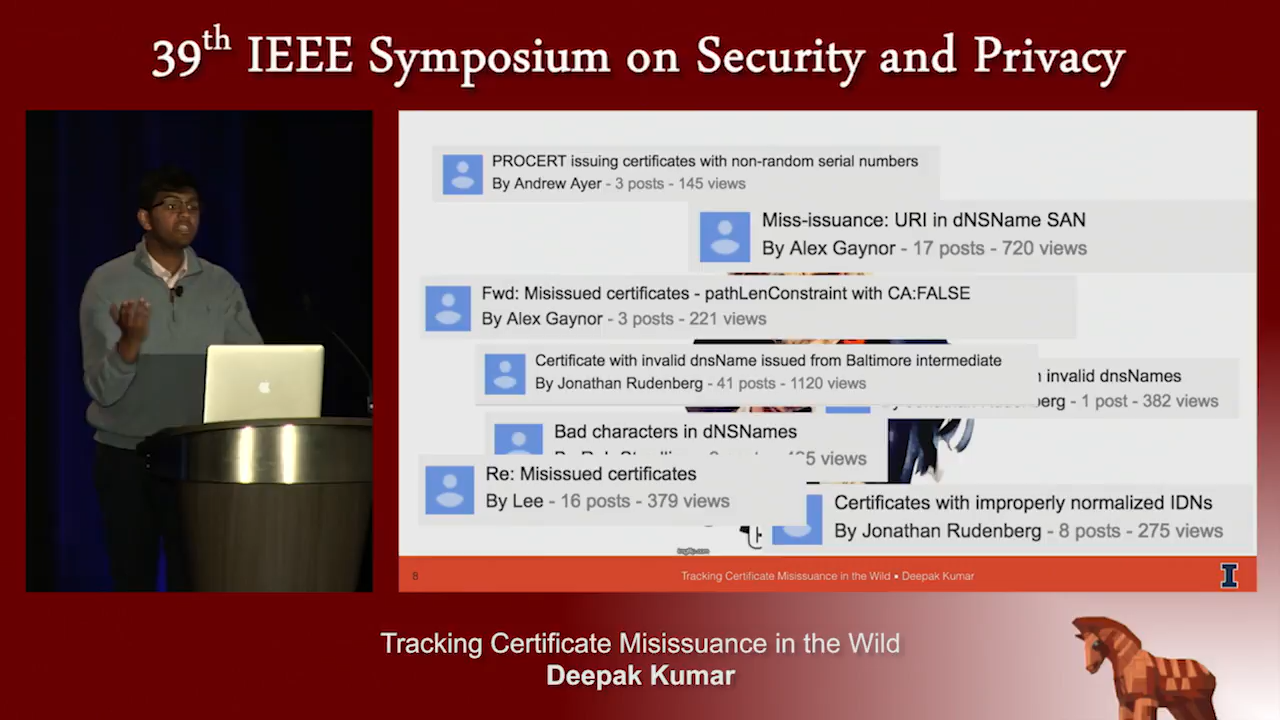 39th IEEE Symposium on Security and Privacy
PROCERT issuing certificates with non-random serial numbers
By Andrew Ayer - 3 posts - 145 views
Miss-issuance: URI in dNSName SAN
By Alex Gaynor - 17 posts - 720 views
Fwd: Misissued certificates - pathLenConstraint with CA:FALSE
By Alex Gaynor - 3 posts - 221 views
Certificate with invalid dnsName issued from Baltimore intermediate
By Jonathan Rudenberg - 41 posts - 1120 views
invalid dnsNames
erg - 1 post - 382 views
Bad characters in dNSNames
views
Re: Misissued certificates
By Lee - 16 posts - 379 views
Certificates with improperly normalized IDNs
By Jonathan Rudenberg - 8 posts - 275 views
8
Tracking Certificate Misissuance in the Wild • Deepak Kumar
I
Tracking Certificate Misissuance in the Wild
Deepak Kumar